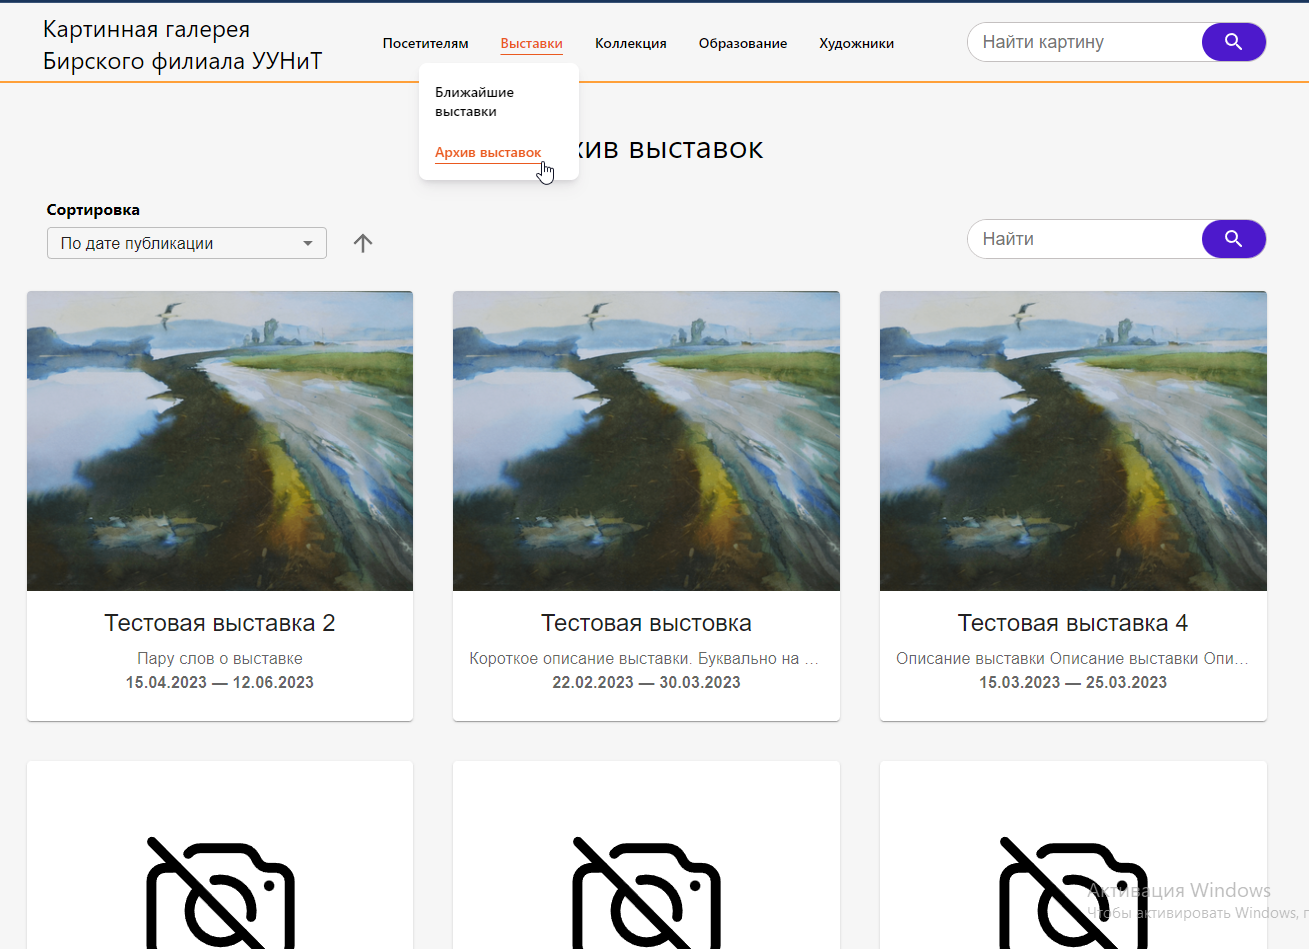 Картинная галерея
Бирского филиала УУНиТ
Посетителям
Выставки
Коллекция
Образование
Художники
Найти картину
Ближайшие
выставки
Архив выставок
хив выставок
Сортировка
По дате публикации
Найти
Тестовая выставка 2
Пару слов о выставке
15.04.2023 — 12.06.2023
Тестовая выстовка
Короткое описание выставки. Буквально на ...
22.02.2023 — 30.03.2023
Тестовая выставка 4
Описание выставки Описание выставки Опи...
15.03.2023 — 25.03.2023
Активация Windows
Чтобы активировать Windows,